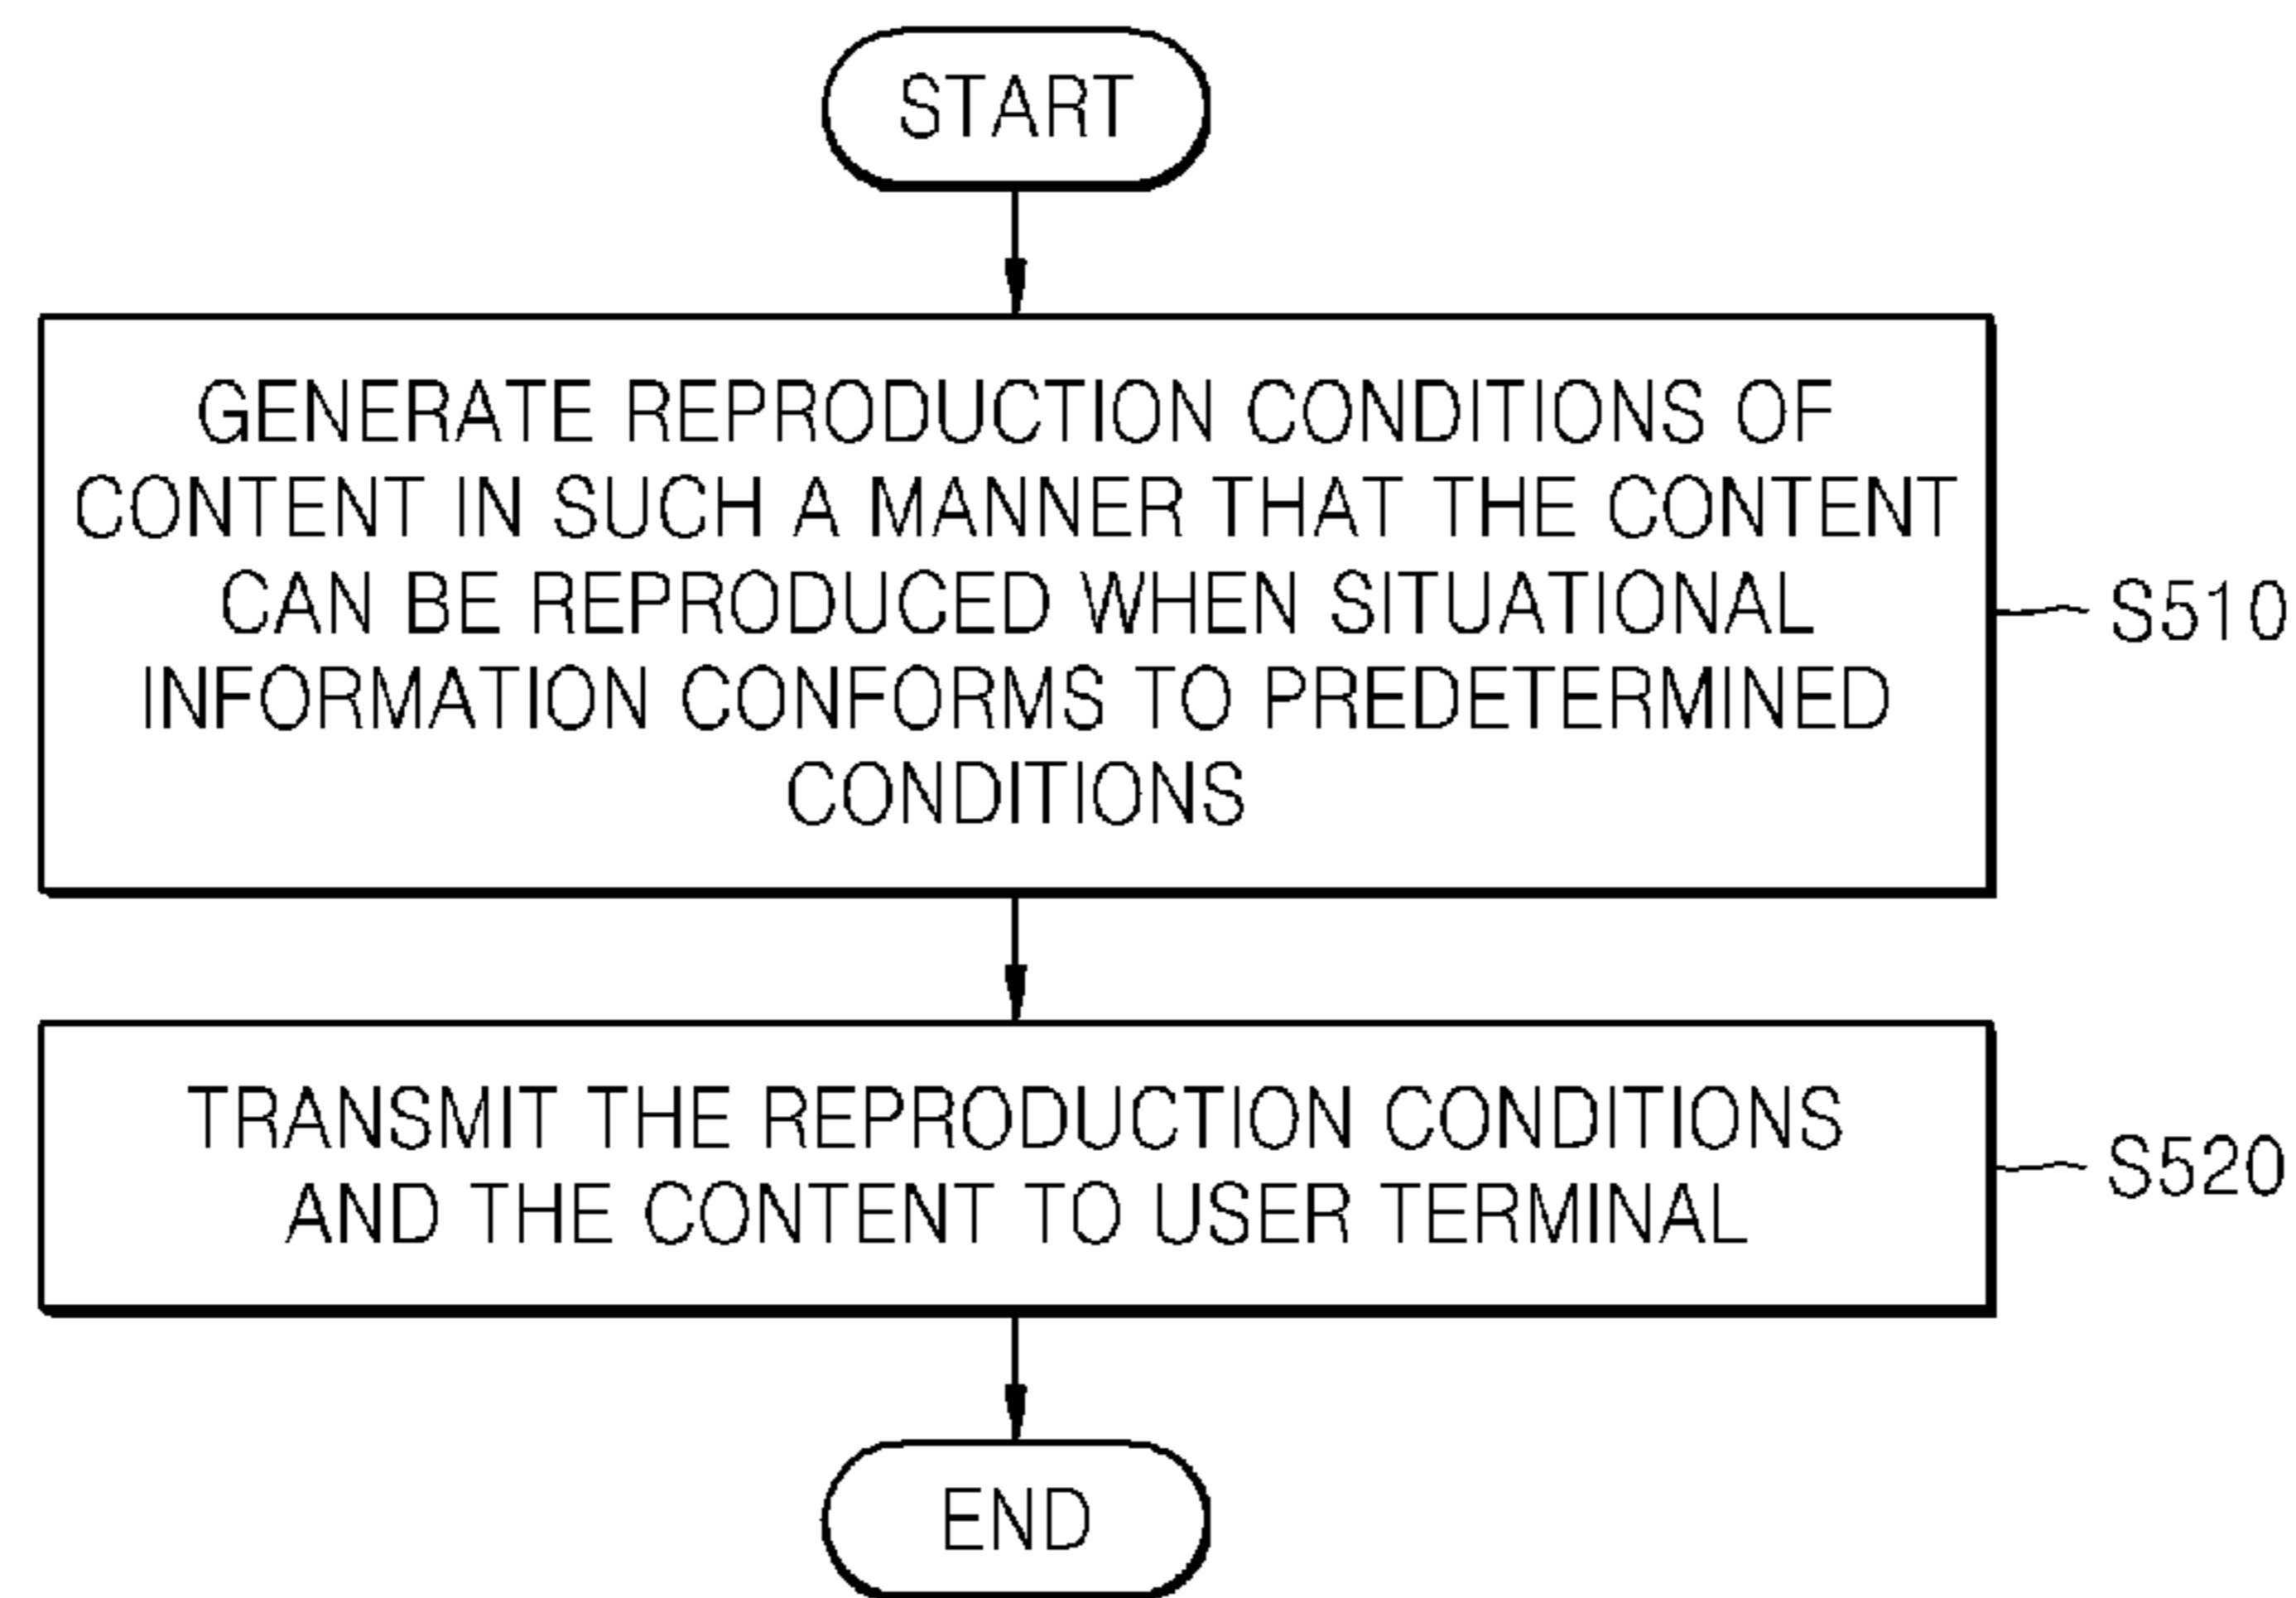 START
GENERATE REPRODUCTION CONDITIONS OF
CONTENT IN SUCH A MANNER THAT THE CONTENT
CAN BE REPRODUCED WHEN SITUATIONAL
INFORMATION CONFORMS TO PREDETERMINED
CONDITIONS
S510
TRANSMIT THE REPRODUCTION CONDITIONS
AND THE CONTENT TO USER TERMINAL
S520
END